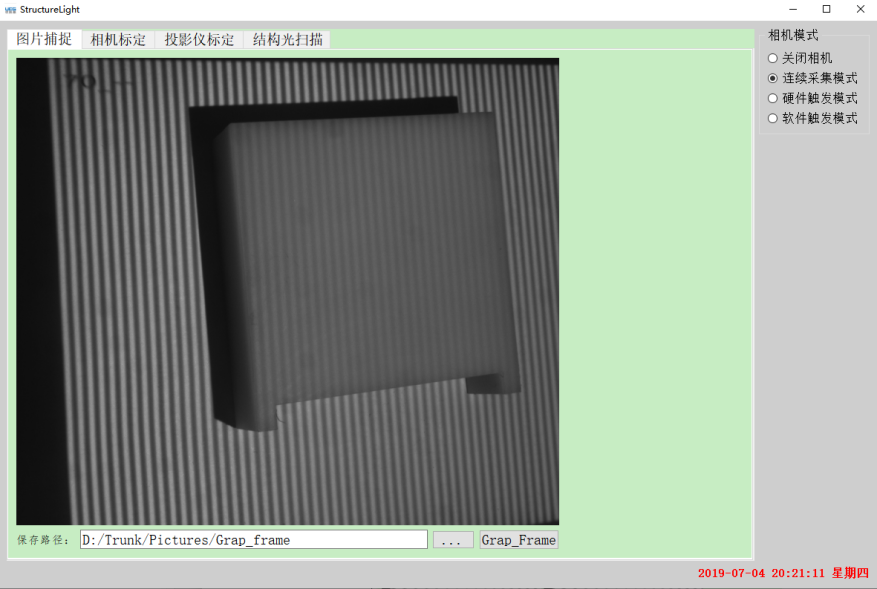 StructureLight
图片捕捉 相机标定 投影仪标定 结构光扫描
相机模式
关闭相机
连续采集模式
硬件触发模式
软件触发模式
保存路径: D:/Trunk/Pictures/Grap_frame ... Grap_Frame
2019-07-04 20:21:11 星期四